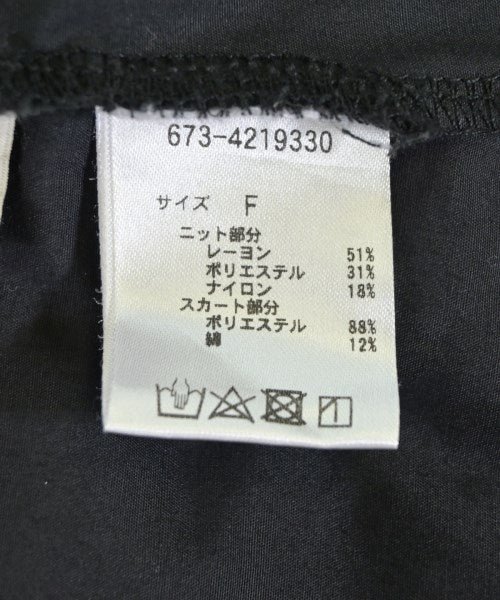 673-4219330
サイズ F
ニット部分
レーヨン 51%
ポリエステル 31%
ナイロン 18%
スカート部分
ポリエステル 88%
綿 12%